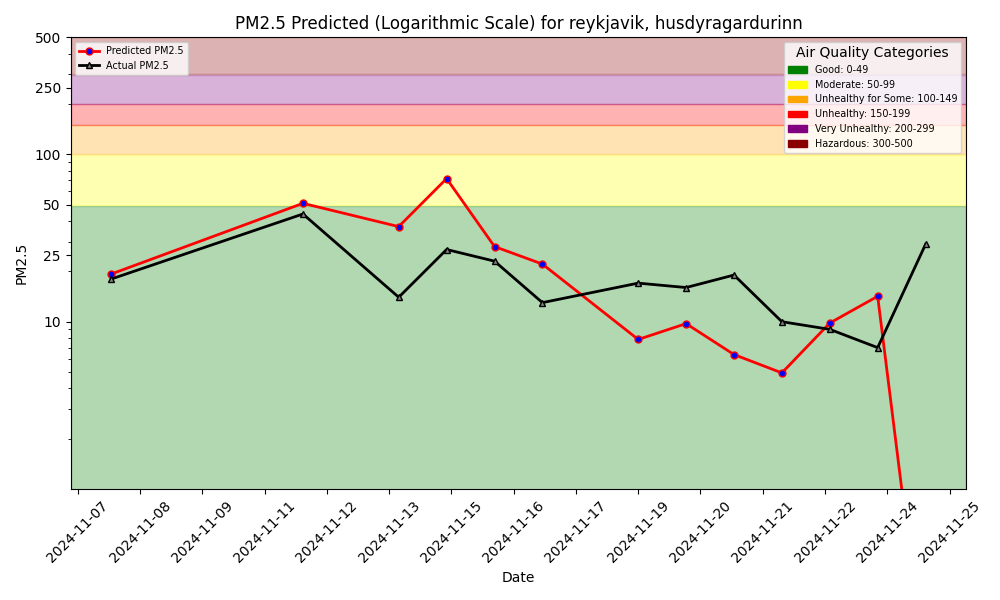 PM2.5 Predicted (Logarithmic Scale) for reykjavik, husdyragardurinn
Predicted PM2.5
Actual PM2.5
Air Quality Categories
Good: 0-49
Moderate: 50-99
Unhealthy for Some: 100-149
Unhealthy: 150-199
Very Unhealthy: 200-299
Hazardous: 300-500
500
250
100
50
25
10
PM2.5
2024-11-07
2024-11-08
2024-11-09
2024-11-11
2024-11-12
2024-11-13
2024-11-15
2024-11-16
2024-11-17
2024-11-19
2024-11-20
2024-11-21
2024-11-22
2024-11-24
2024-11-25
Date